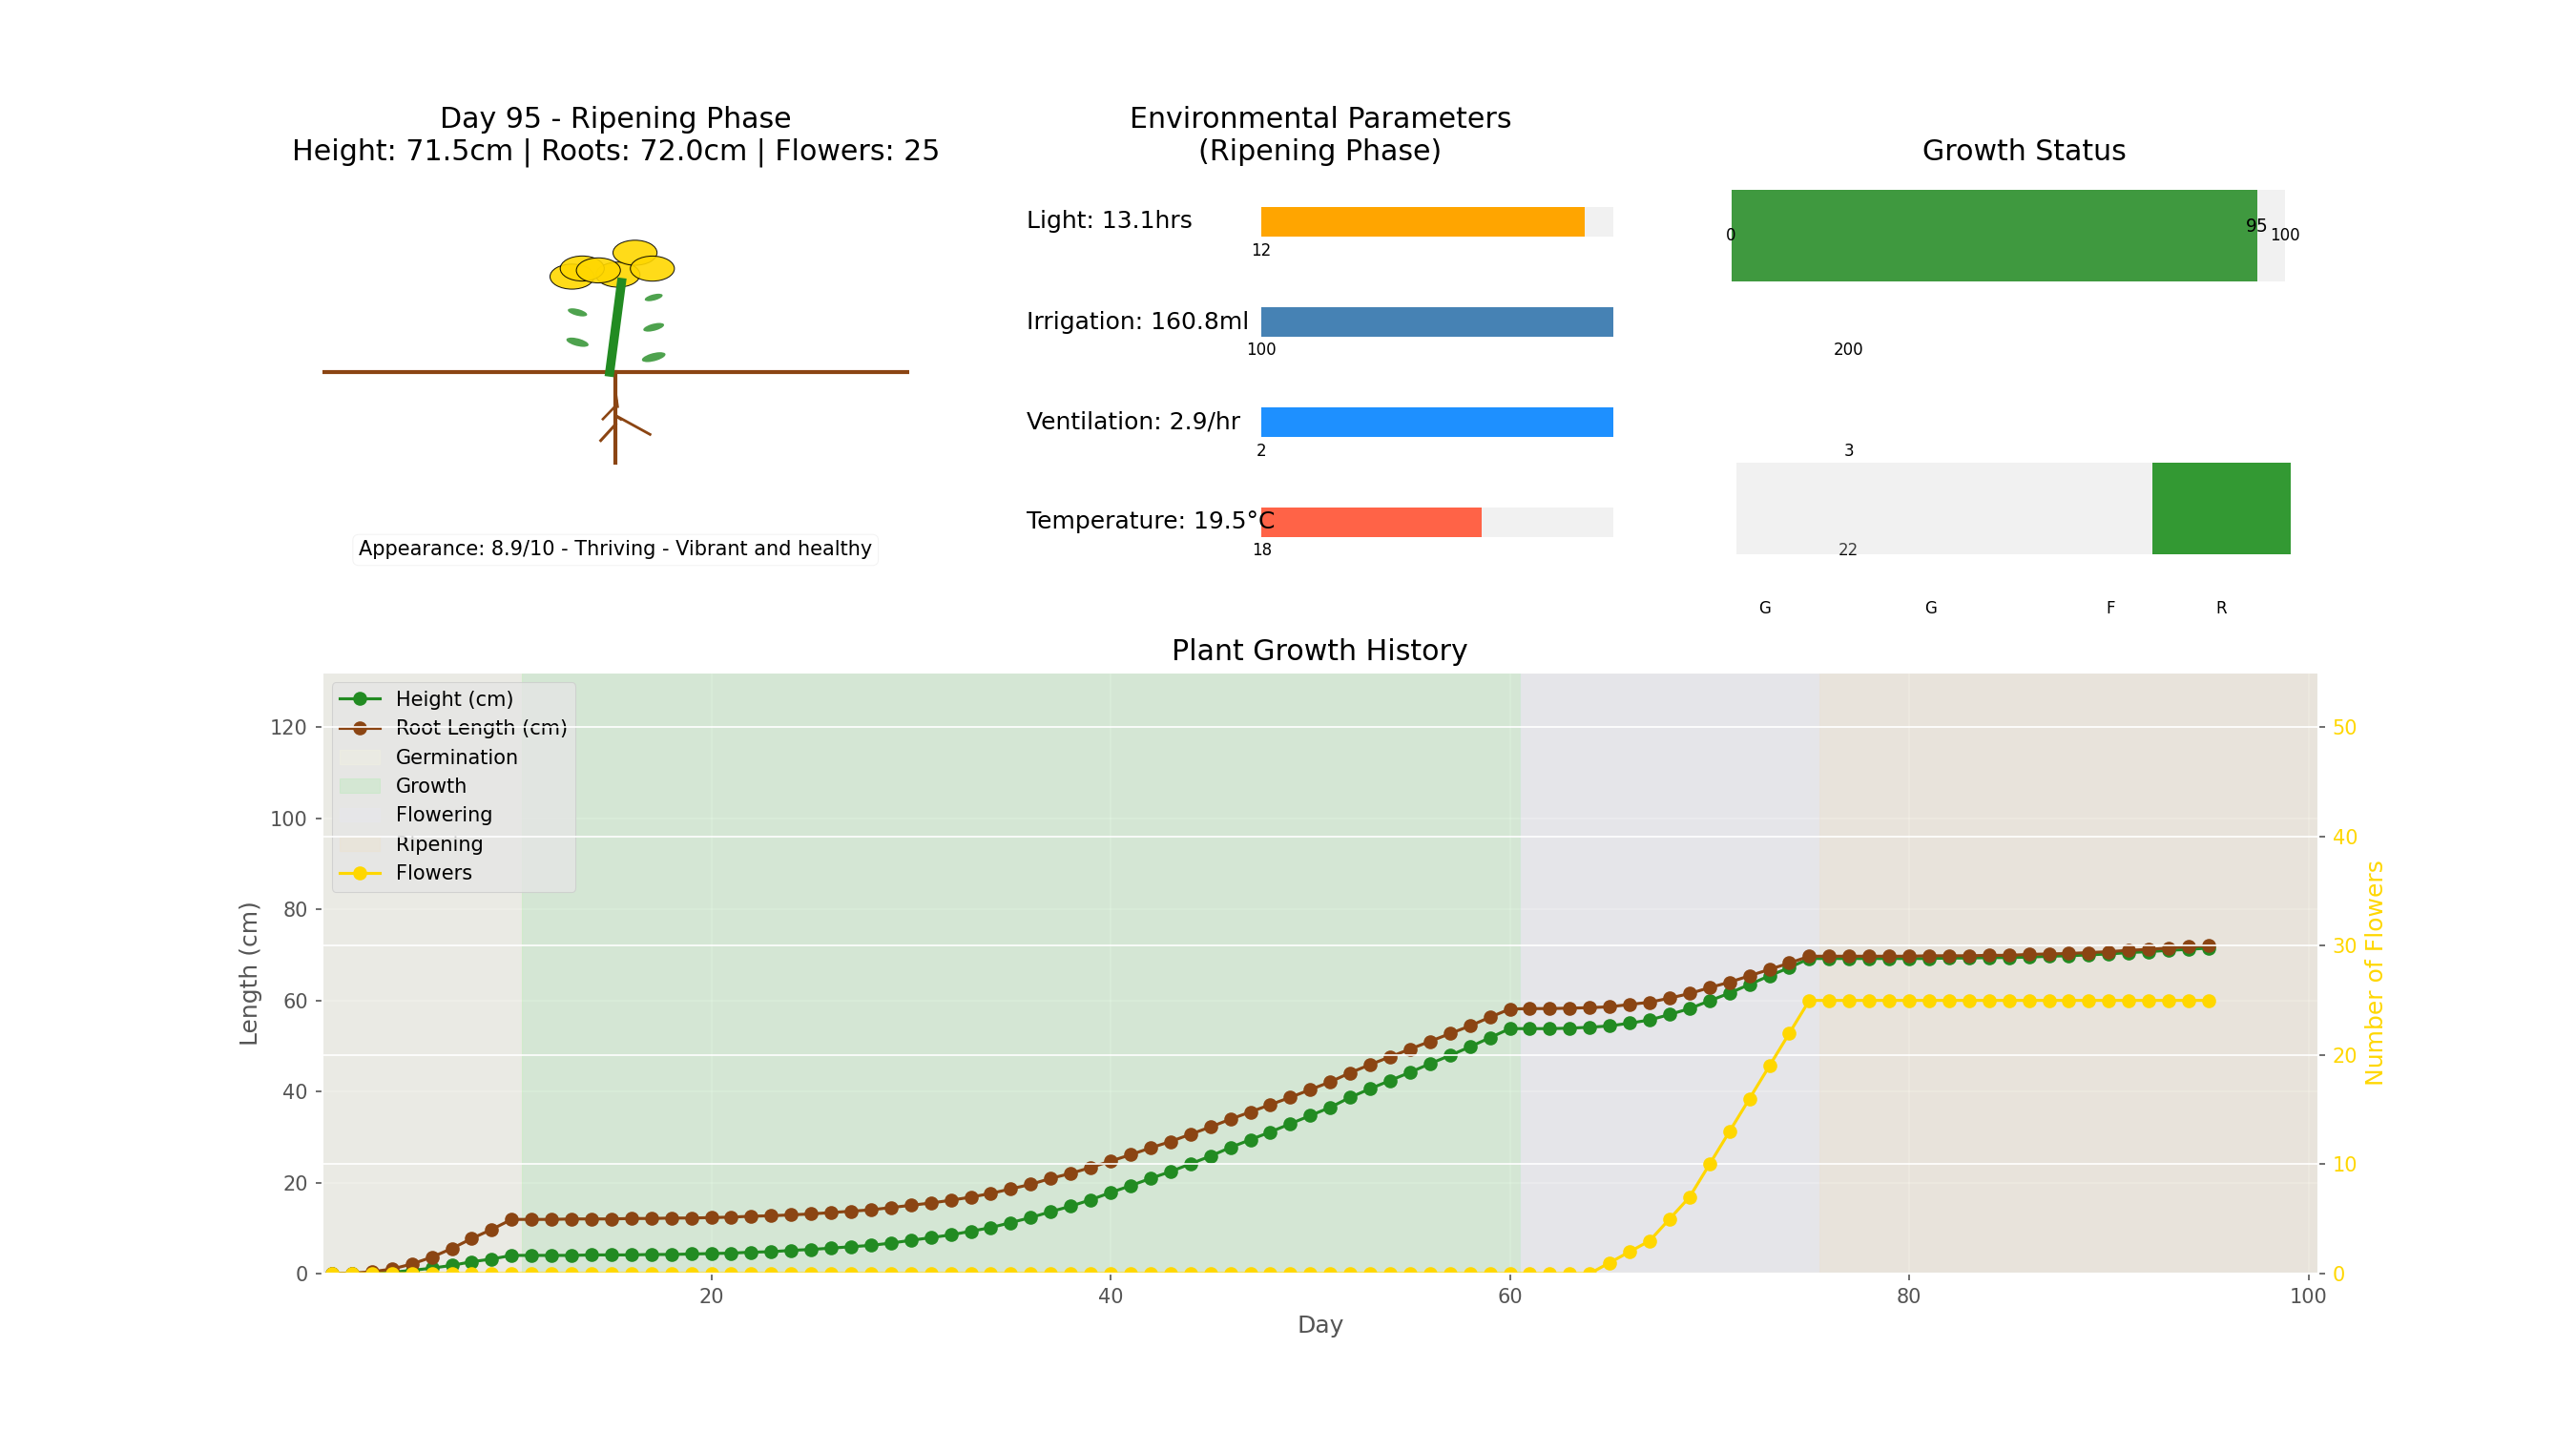 Day 95 - Ripening Phase
Height: 71.5cm | Roots: 72.0cm | Flowers: 25
Appearance: 8.9/10 - Thriving - Vibrant and healthy
Environmental Parameters
(Ripening Phase)
Light: 13.1hrs
12
Irrigation: 160.8ml
100
200
Ventilation: 2.9/hr
2
3
Temperature: 19.5°C
18
22
Growth Status
0
95
100
G
G
F
R
Plant Growth History
Height (cm)
Root Length (cm)
Germination
Growth
Flowering
Ripening
Flowers
Length (cm)
120
100
80
60
40
20
0
20
40
60
80
100
Day
50
40
30
20
10
0
Number of Flowers